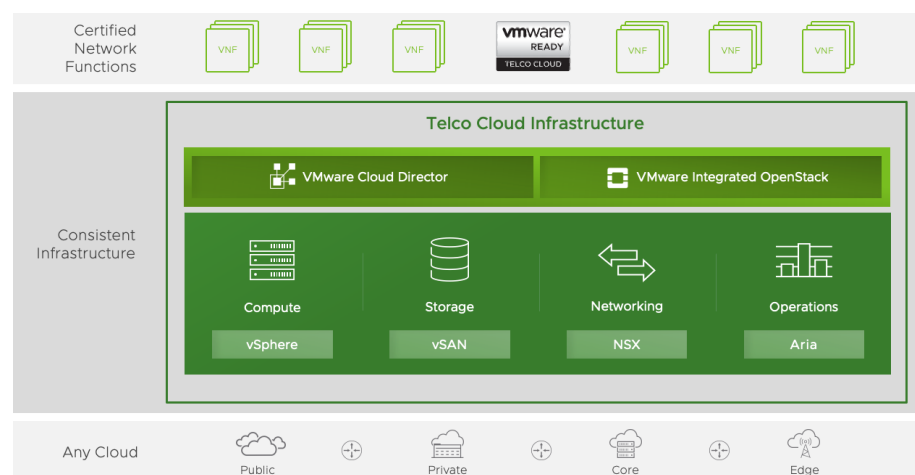 Certified
Network
Functions
VNF VNF VNF vmware® READY TELCO CLOUD VNF VNF VNF
Telco Cloud Infrastructure
VMware Cloud Director VMware Integrated OpenStack
Consistent
Infrastructure
Compute Storage Networking Operations
vSphere vSAN NSX Aria
Any Cloud
Public Private Core Edge